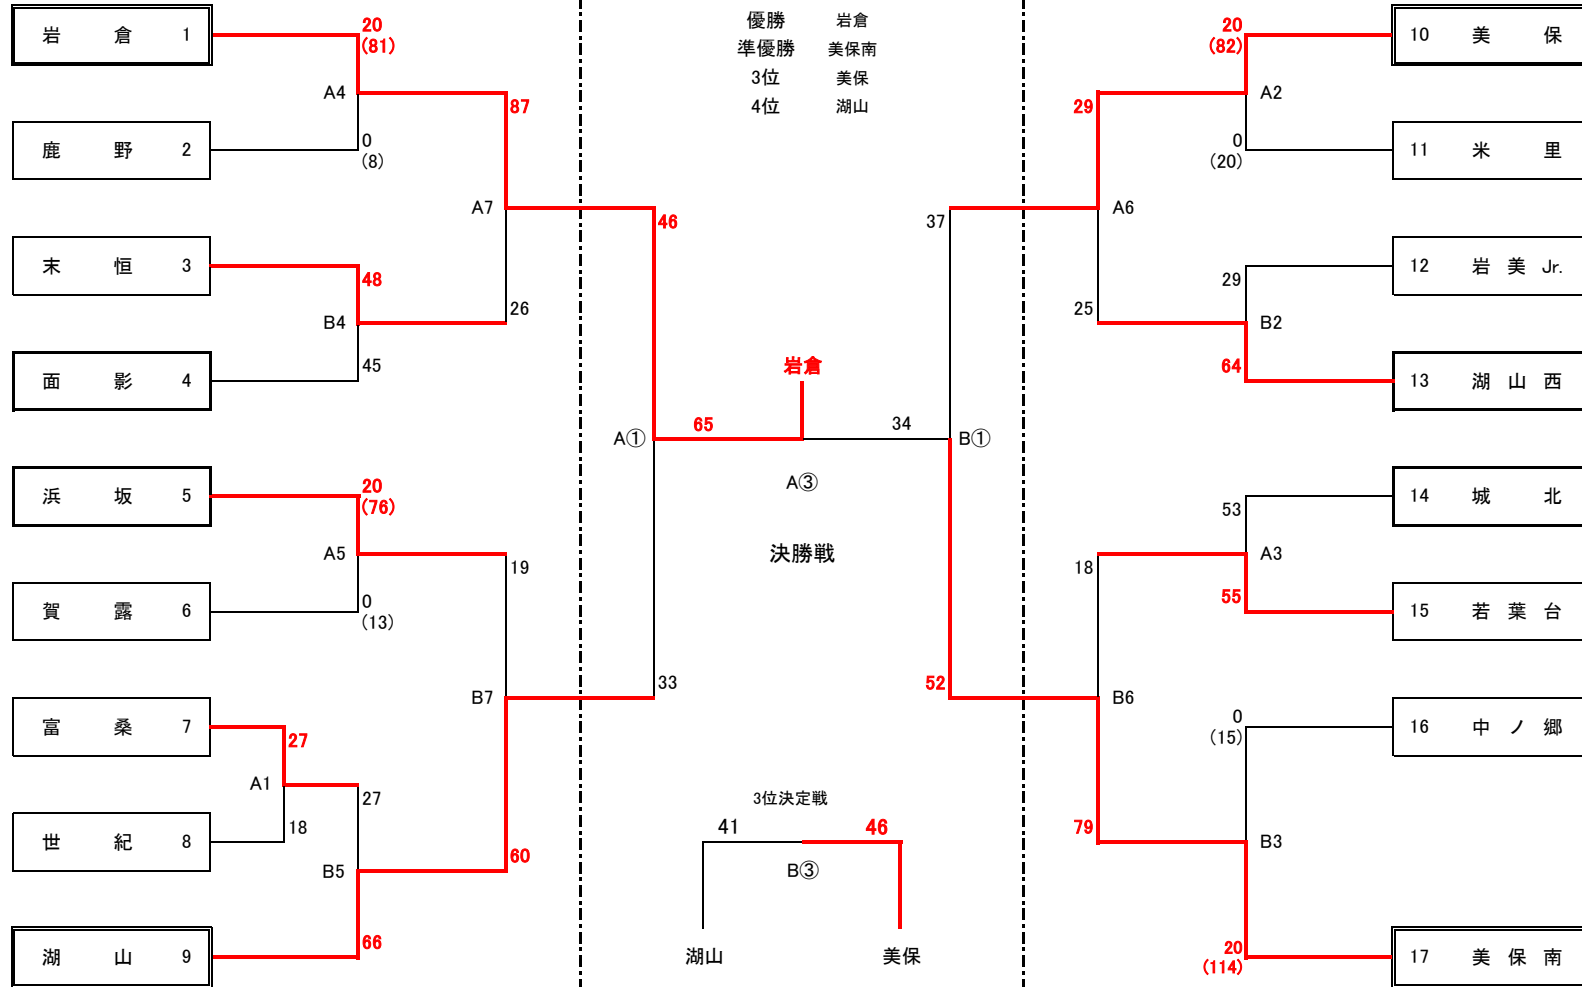 優勝 岩倉
準優勝 美保南
3位 美保
4位 湖山
岩 倉 1
20
(81)
A4
鹿 野 2
0
(8)
87
A7
末 恒 3
48
B4
面 影 4
45
26
46
A①
浜 坂 5
20
(76)
A5
賀 露 6
0
(13)
19
B7
富 桑 7
27
A1
世 紀 8
18
27
B5
湖 山 9
66
60
33
岩倉
65
34
A③
決勝戦
3位決定戦
41
46
B③
湖山
美保
20
(82)
10 美 保
A2
0
(20)
11 米 里
29
A6
29
12 岩 美 Jr.
B2
64
13 湖 山 西
25
37
B①
53
14 城 北
A3
55
15 若 葉 台
18
B6
0
(15)
16 中 ノ 郷
B3
20
(114)
17 美 保 南
79
52